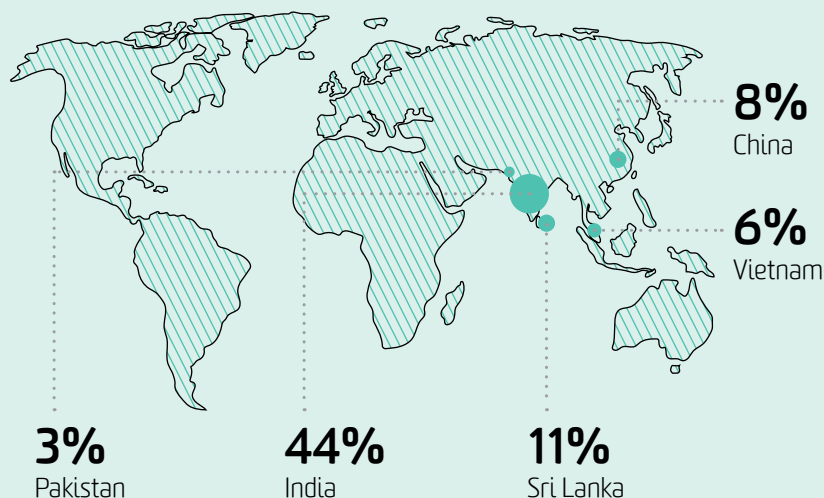 8%
China
6%
Vietnam
3%
Pakistan
44%
India
11%
Sri Lanka